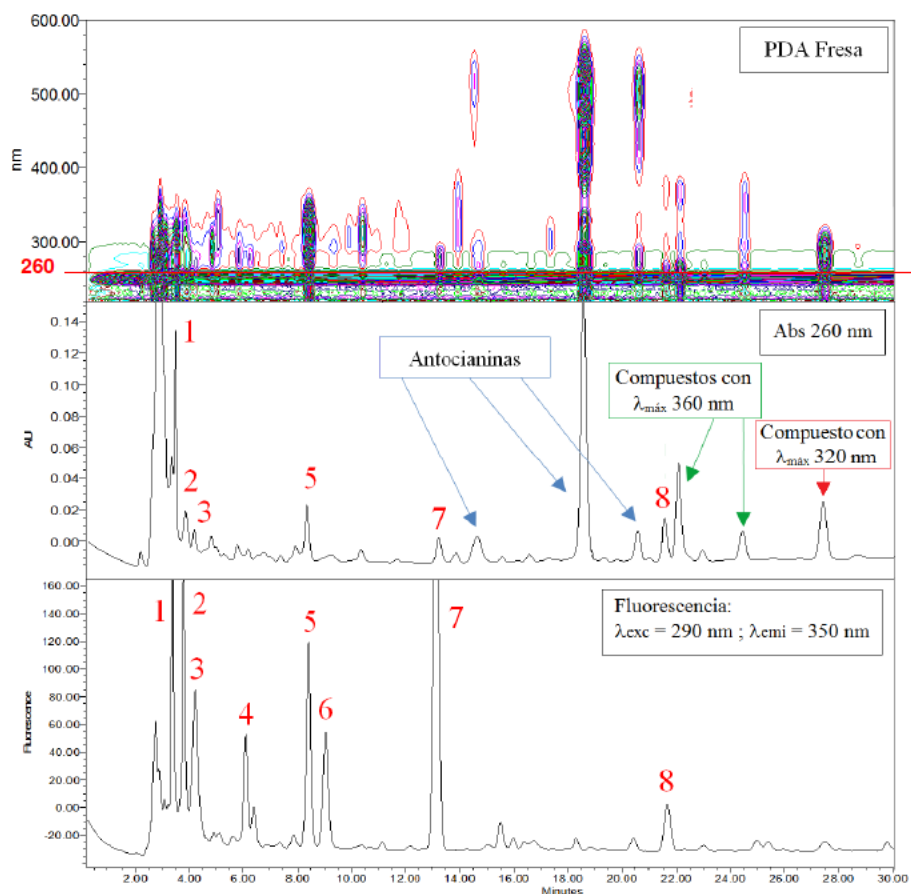 600.00
PDA Fresa
500.00
nm
400.00
300.00
260
0.14
1
Abs 260 nm
0.12
Antocianinas
Compuestos con
λmáx 360 nm
0.10
0.08
AU
0.06
Compuesto con
λmáx 320 nm
0.04
2
5
8
0.02
3
7
0.00
160.00
1
2
7
Fluorescencia:
λexc = 290 nm ; λemi = 350 nm
140.00
120.00
5
100.00
3
80.00
Fluorescence
60.00
4
6
40.00
20.00
8
0.00
-20.00
2.00 4.00 6.00 8.00 10.00 12.00 14.00 16.00 18.00 20.00 22.00 24.00 26.00 28.00 30.00
Minutes